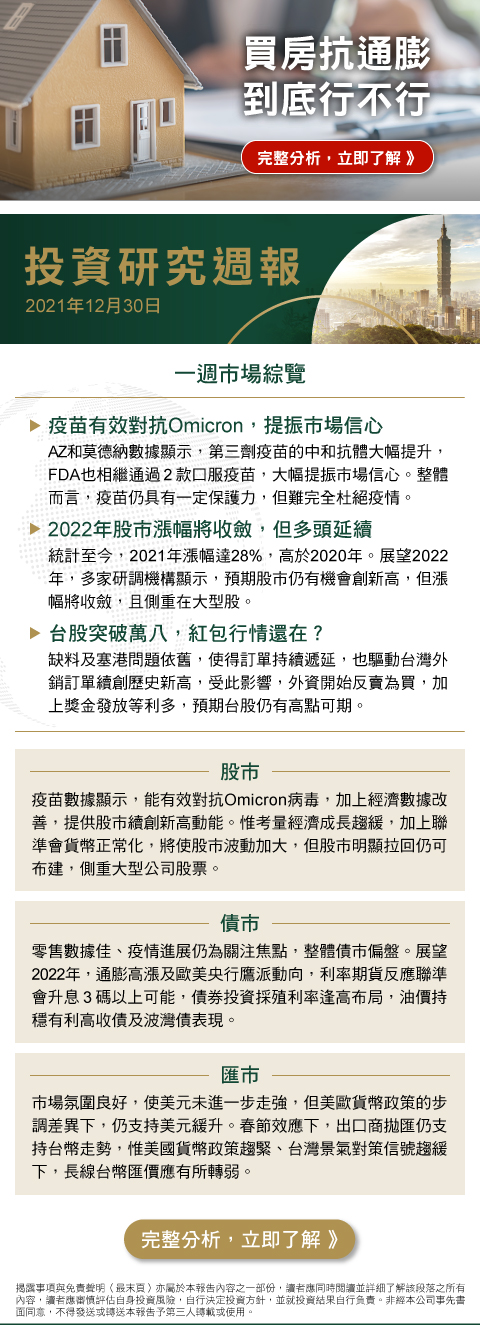 買房抗通膨
到底行不行
完整分析，立即了解》
投資研究週報
2021年12月30日
一週市場綜覽
疫苗有效對抗Omicron，提振市場信心
AZ和莫德納數據顯示，第三劑疫苗的中和抗體大幅提升，
FDA也相繼通過2款口服疫苗，大幅提振市場信心。整體
而言，疫苗仍具有一定保護力，但難完全杜絕疫情。
2022年股市漲幅將收斂，但多頭延續
統計至今，2021年漲幅達28%，高於2020年。展望2022
年，多家研調機構顯示，預期股市仍有機會創新高，但漲
幅將收斂，且側重在大型股。
台股突破萬八，紅包行情還在？
缺料及塞港問題依舊，使得訂單持續遞延，也驅動台灣外
銷訂單續創歷史新高，受此影響，外資開始反賣為買，加
上獎金發放等利多，預期台股仍有高點可期。
股市
疫苗數據顯示，能有效對抗Omicron病毒，加上經濟數據改
善，提供股市續創新高動能。惟考量經濟成長趨緩，加上聯
準會貨幣正常化，將使股市波動加大，但股市明顯拉回仍可
布建，側重大型公司股票。
債市
零售數據佳、疫情進展仍為關注焦點，整體債市偏盤。展望
2022年，通膨高漲及歐美央行鷹派動向，利率期貨反應聯準
會升息3碼以上可能，債券投資採殖利率逢高布局，油價持
穩有利高收債及波灣債表現。
匯市
市場氛圍良好，使美元未進一步走強，但美歐貨幣政策的步
調差異下，仍支持美元緩升。春節效應下，出口商拋匯仍支
持台幣走勢，惟美國貨幣政策趨緊、台灣景氣對策信號趨緩
下，長線台幣匯價應有所轉弱。
完整分析，立即了解》
揭露事項與免責聲明（最末頁）亦屬於本報告內容之一部份，讀者應同時閱讀並詳細了解該段落之所有
內容，讀者應審慎評估自身投資風險，自行決定投資方針，並就投資結果自行負責。非經本公司事先書
面同意，不得發送或轉送本報告予第三人轉載或使用。